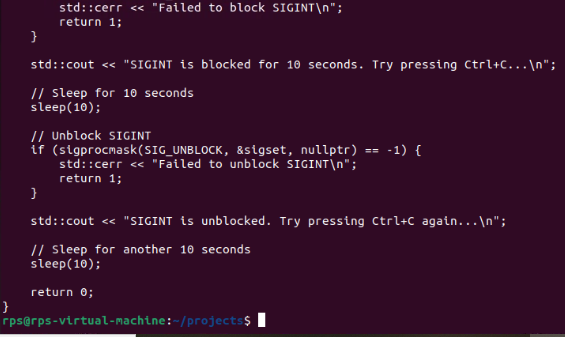 std::cerr << "Failed to block SIGINT\n";
        return 1;
    }

    std::cout << "SIGINT is blocked for 10 seconds. Try pressing Ctrl+C...\n";

    // Sleep for 10 seconds
    sleep(10);

    // Unblock SIGINT
    if (sigprocmask(SIG_UNBLOCK, &sigset, nullptr) == -1) {
        std::cerr << "Failed to unblock SIGINT\n";
        return 1;
    }

    std::cout << "SIGINT is unblocked. Try pressing Ctrl+C again...\n";

    // Sleep for another 10 seconds
    sleep(10);

    return 0;
}
rps@rps-virtual-machine:~/projects$